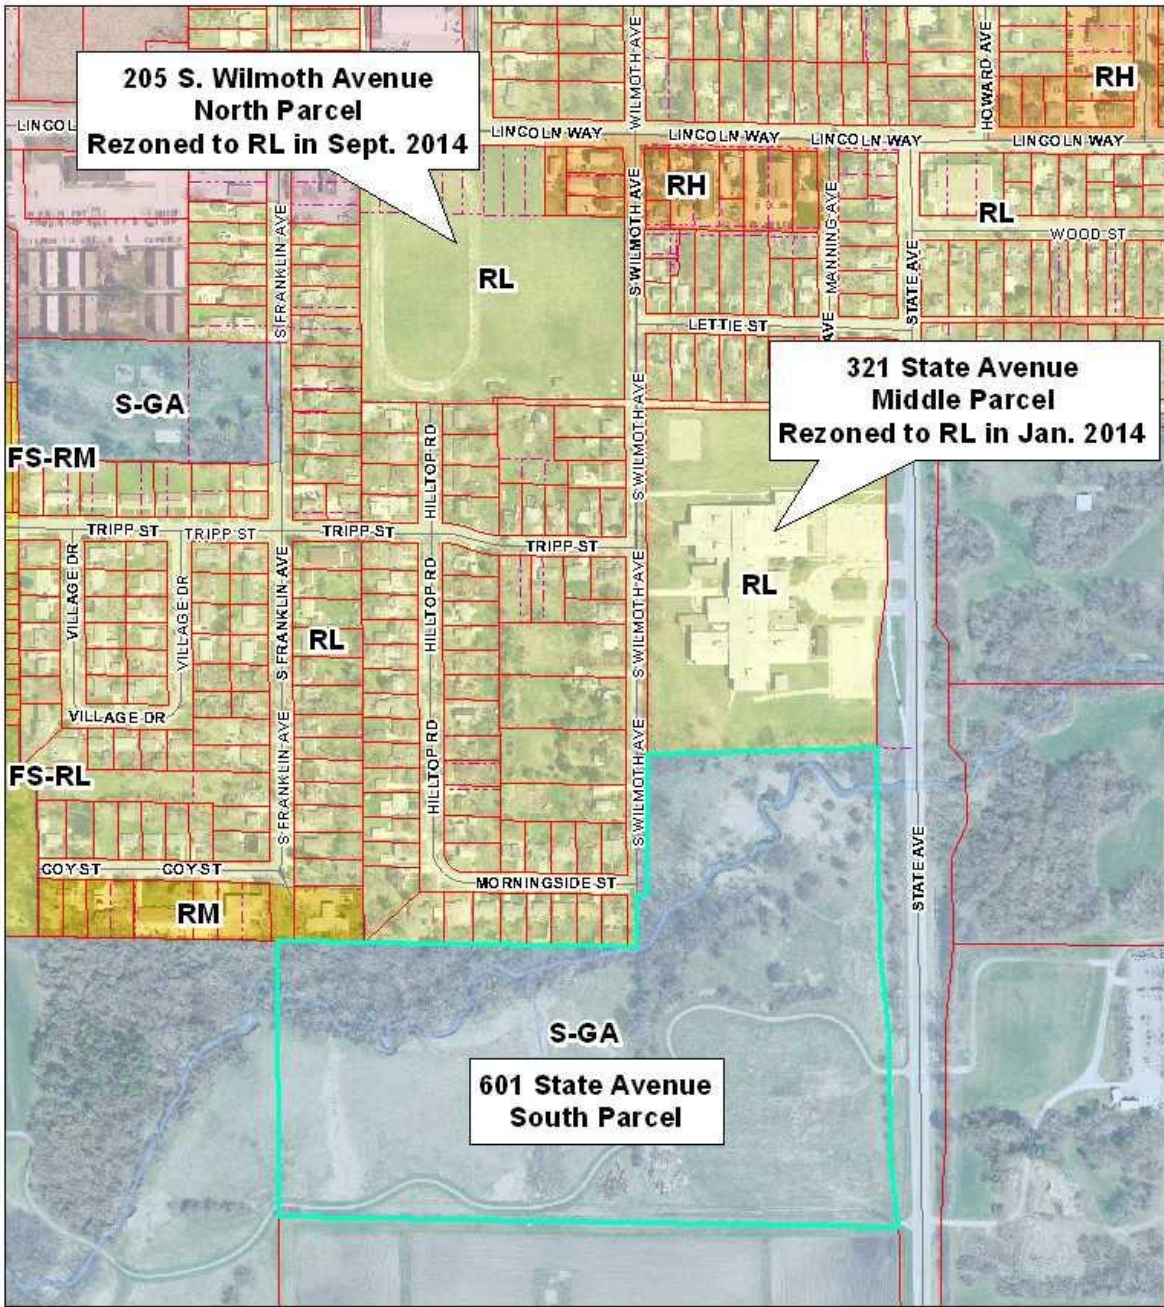 205 S. Wilmoth Avenue
North Parcel
Rezoned to RL in Sept. 2014
WILMOTH AVE
HOWARD AVE
RH
LINCOL
LINCOLN WAY
LINCOLN WAY
LINCOLN WAY
LINCOLN WAY
RH
RL
WOOD ST
S FRANKLIN AVE
S WILMOTH AVE
MANNING AVE
STATE AVE
RL
LETTIE ST
AVE
321 State Avenue
Middle Parcel
Rezoned to RL in Jan. 2014
S-GA
S WILMOTH AVE
FS-RM
HILLTOP RD
TRIPP ST
TRIPP ST
TRIPP ST
TRIPP ST
VILLAGE DR
VILLAGE DR
S FRANKLIN AVE
HILLTOP RD
S WILMOTH AVE
RL
RL
VILLAGE DR
FS-RL
S FRANKLIN AVE
HILLTOP RD
S WILMOTH AVE
STATE AVE
COY ST
COY ST
MORNINGSIDE ST
RM
S-GA
601 State Avenue
South Parcel